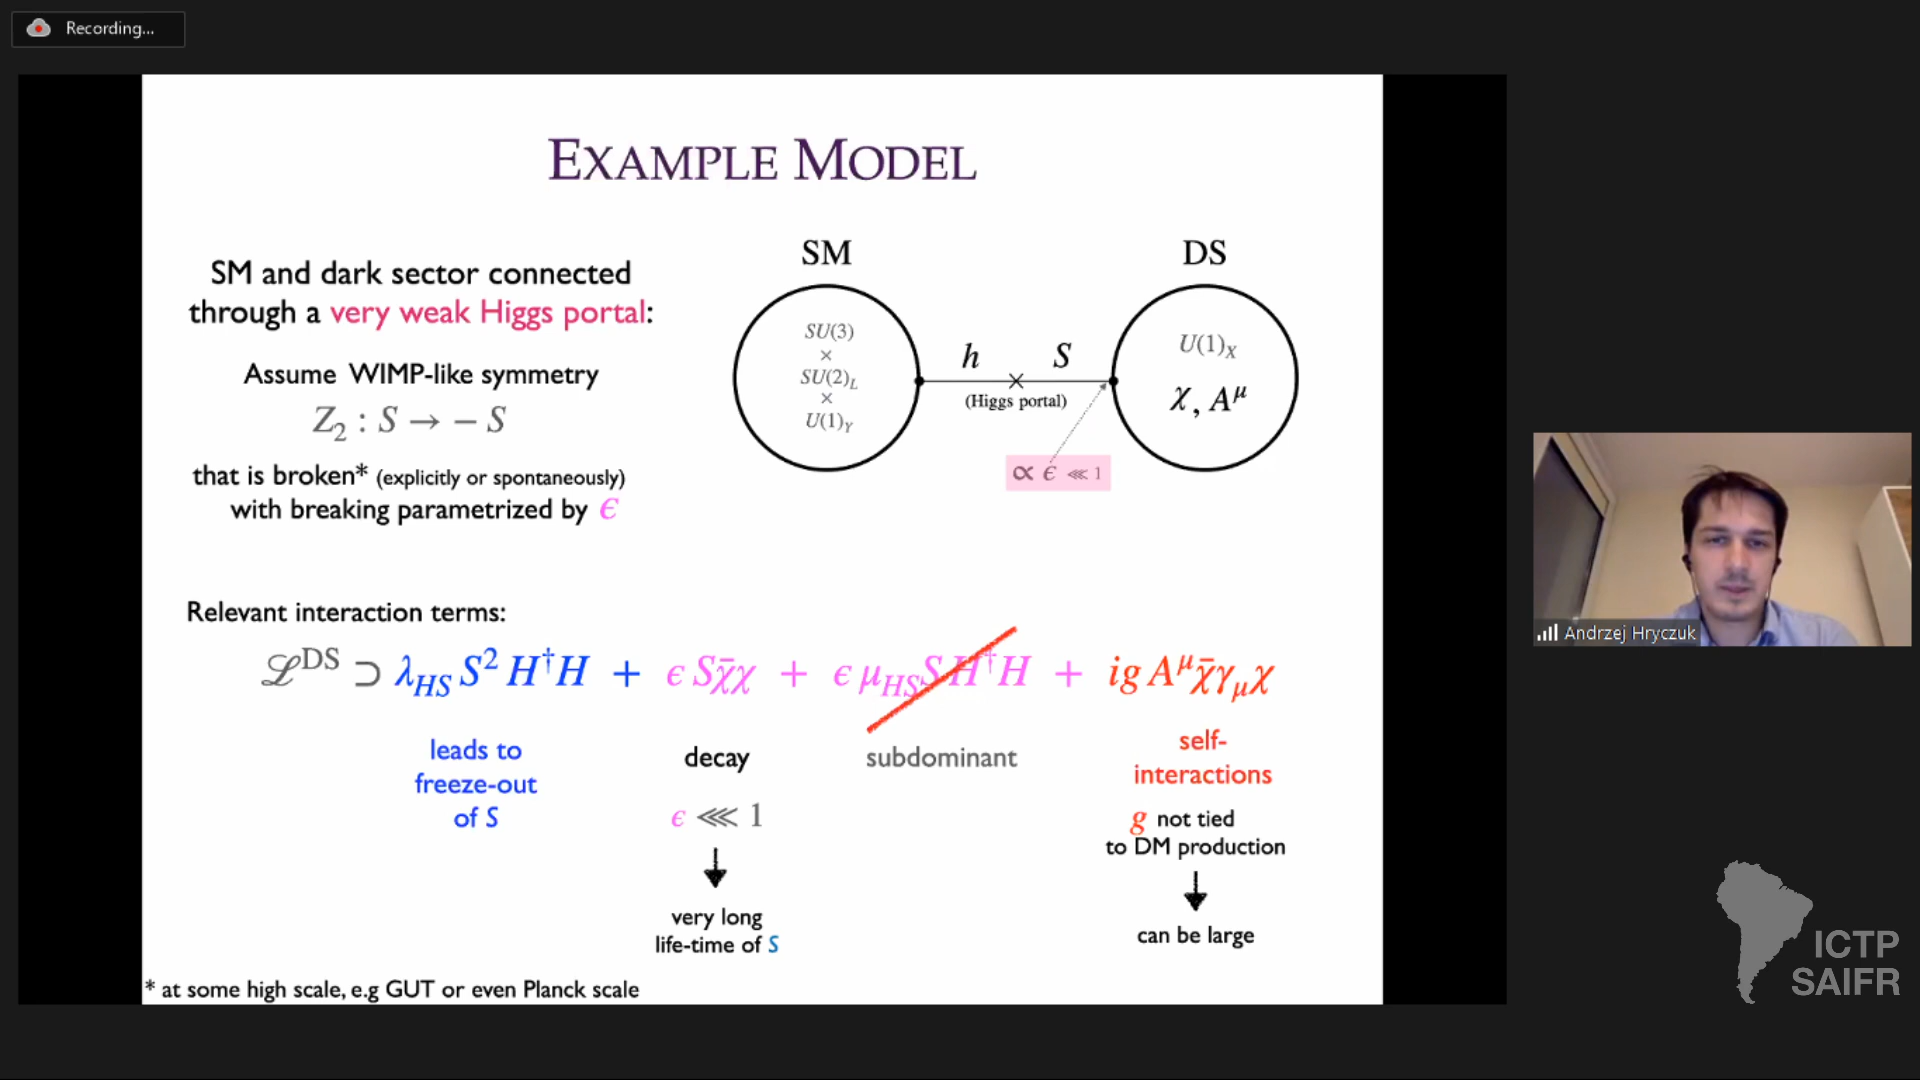 Recording...
EXAMPLE MODEL
SM and dark sector connected
through a very weak Higgs portal:
Assume WIMP-like symmetry
Z₂ : S → − S
that is broken* (explicitly or spontaneously)
with breaking parametrized by ϵ
SM
DS
SU(3)
×
SU(2)_L
×
U(1)_Y
h
S
(Higgs portal)
U(1)_X
χ, A^μ
∝ ϵ ⋘ 1
Relevant interaction terms:
ℒ^DS ⊃ λ_HS S² H†H + ϵ Sχ̄χ + ϵ μ_HS S H†H + ig A^μ χ̄γ_μχ
leads to
freeze-out
of S
decay
ϵ ⋘ 1
very long
life-time of S
subdominant
self-
interactions
g not tied
to DM production
can be large
* at some high scale, e.g GUT or even Planck scale
Andrzej Hryczuk
ICTP
SAIFR